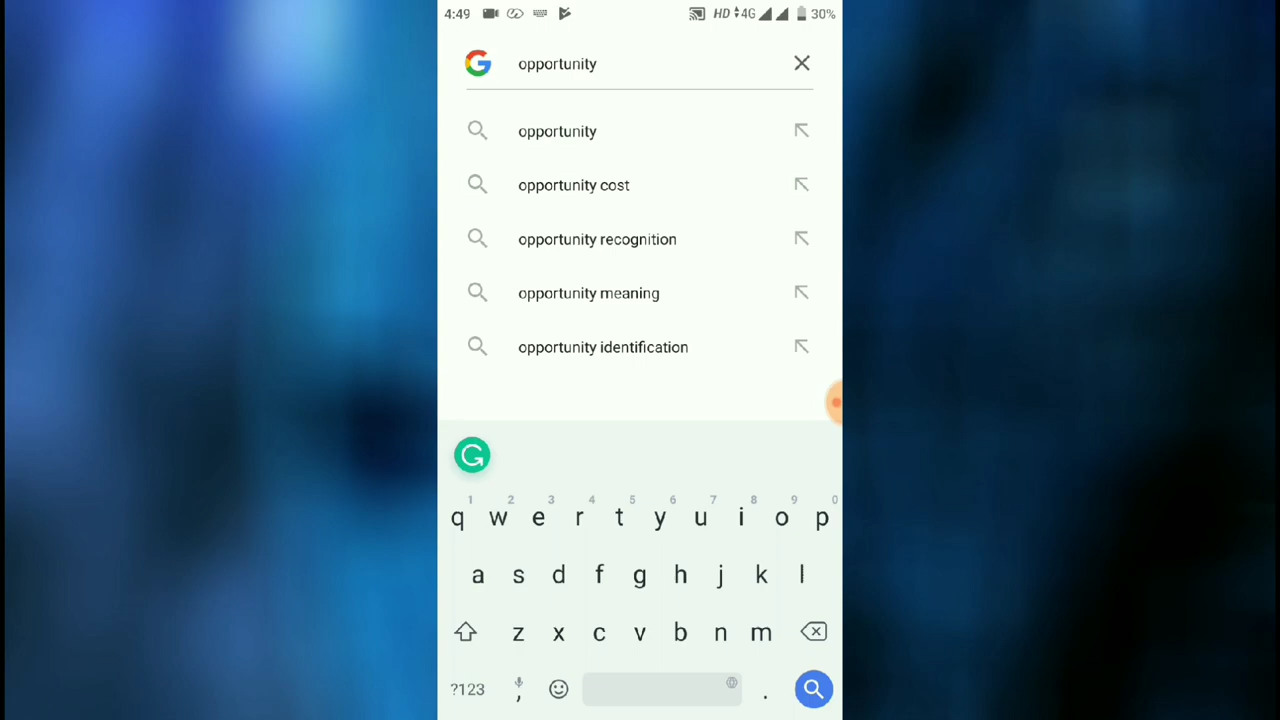 4:49 HD 4G 30%
opportunity
opportunity
opportunity cost
opportunity recognition
opportunity meaning
opportunity identification
1 2 3 4 5 6 7 8 9 0
q w e r t y u i o p
a s d f g h j k l
z x c v b n m
?123 , .